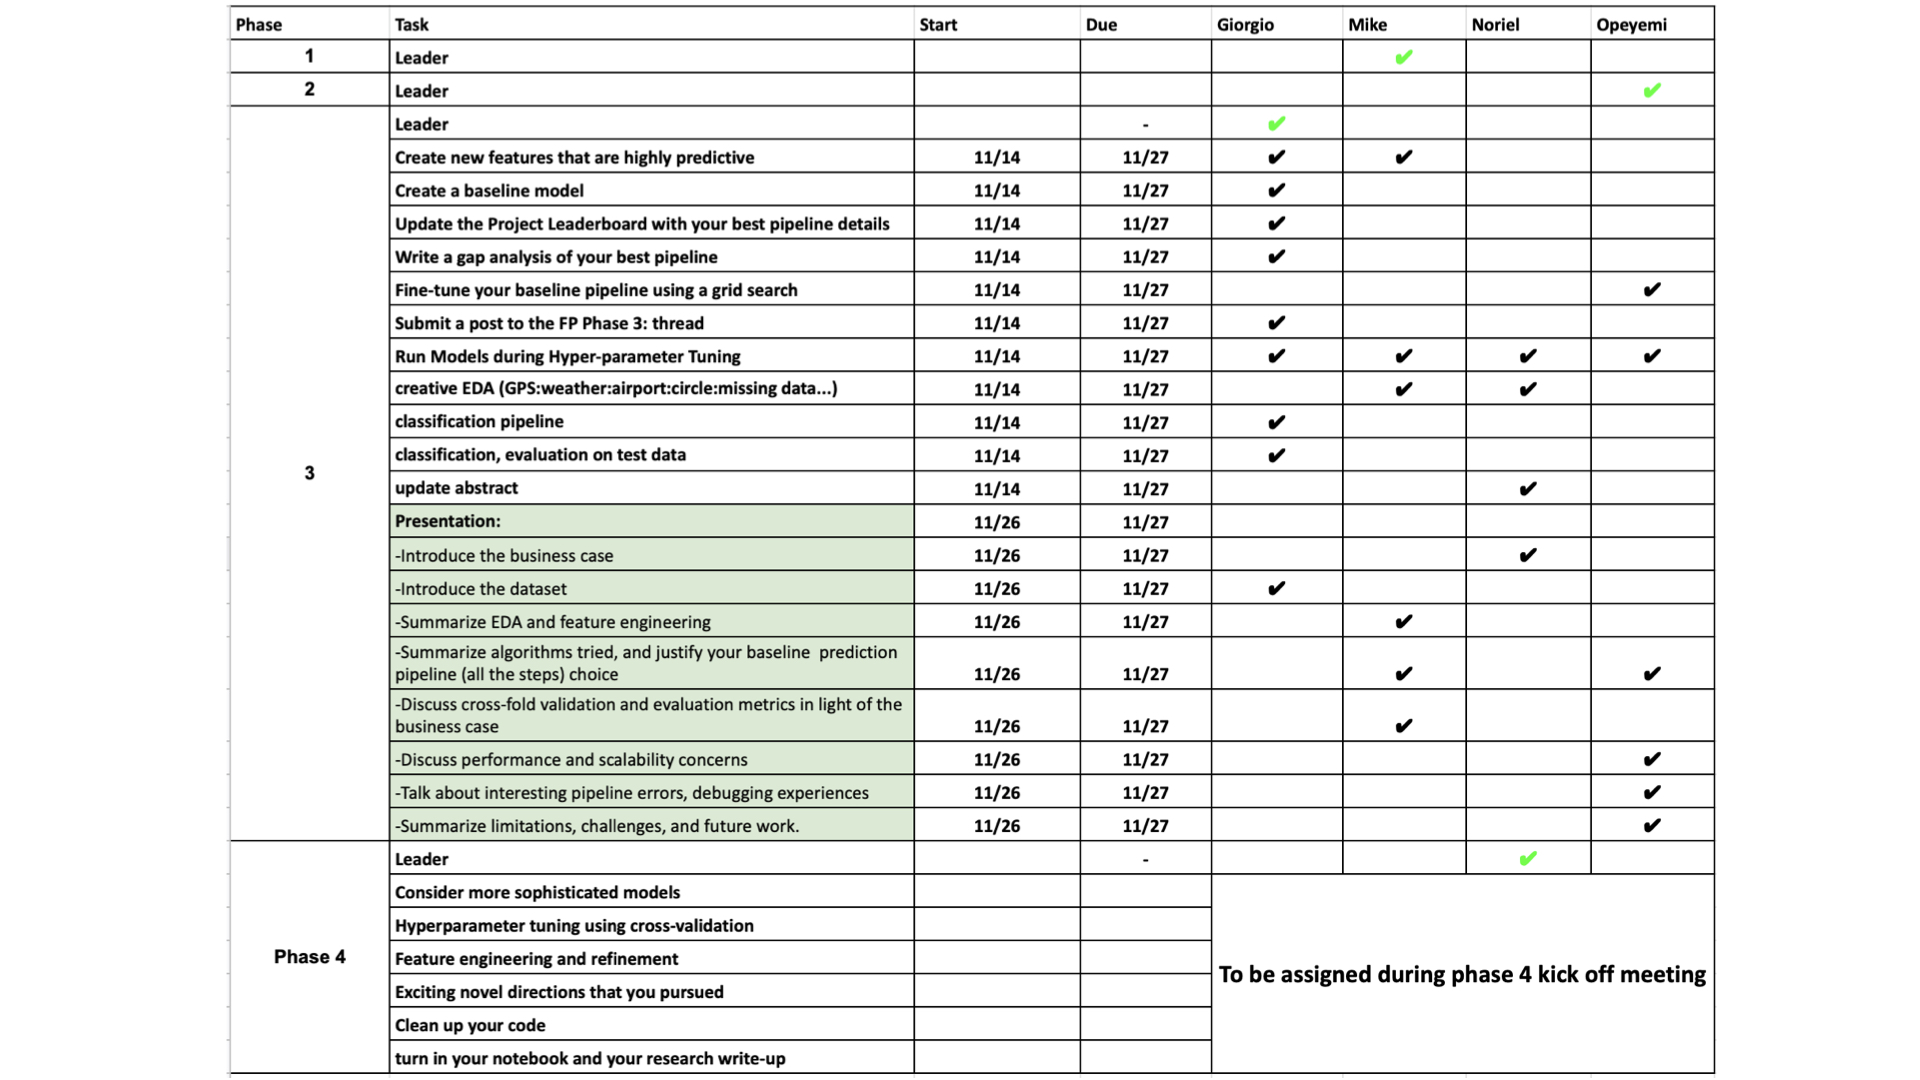 Phase Task Start Due Giorgio Mike Noriel Opeyemi
1 Leader ✔
2 Leader ✔
Leader - ✔
Create new features that are highly predictive 11/14 11/27 ✔ ✔
Create a baseline model 11/14 11/27 ✔
Update the Project Leaderboard with your best pipeline details 11/14 11/27 ✔
Write a gap analysis of your best pipeline 11/14 11/27 ✔
Fine-tune your baseline pipeline using a grid search 11/14 11/27 ✔
Submit a post to the FP Phase 3: thread 11/14 11/27 ✔
Run Models during Hyper-parameter Tuning 11/14 11/27 ✔ ✔ ✔ ✔
creative EDA (GPS:weather:airport:circle:missing data...) 11/14 11/27 ✔ ✔
classification pipeline 11/14 11/27 ✔
classification, evaluation on test data 11/14 11/27 ✔
3
update abstract 11/14 11/27 ✔
Presentation: 11/26 11/27
-Introduce the business case 11/26 11/27 ✔
-Introduce the dataset 11/26 11/27 ✔
-Summarize EDA and feature engineering 11/26 11/27 ✔
-Summarize algorithms tried, and justify your baseline prediction
pipeline (all the steps) choice 11/26 11/27 ✔ ✔
-Discuss cross-fold validation and evaluation metrics in light of the
business case 11/26 11/27 ✔
-Discuss performance and scalability concerns 11/26 11/27 ✔
-Talk about interesting pipeline errors, debugging experiences 11/26 11/27 ✔
-Summarize limitations, challenges, and future work. 11/26 11/27 ✔
Leader - ✔
Consider more sophisticated models
Hyperparameter tuning using cross-validation
Phase 4 Feature engineering and refinement
To be assigned during phase 4 kick off meeting
Exciting novel directions that you pursued
Clean up your code
turn in your notebook and your research write-up